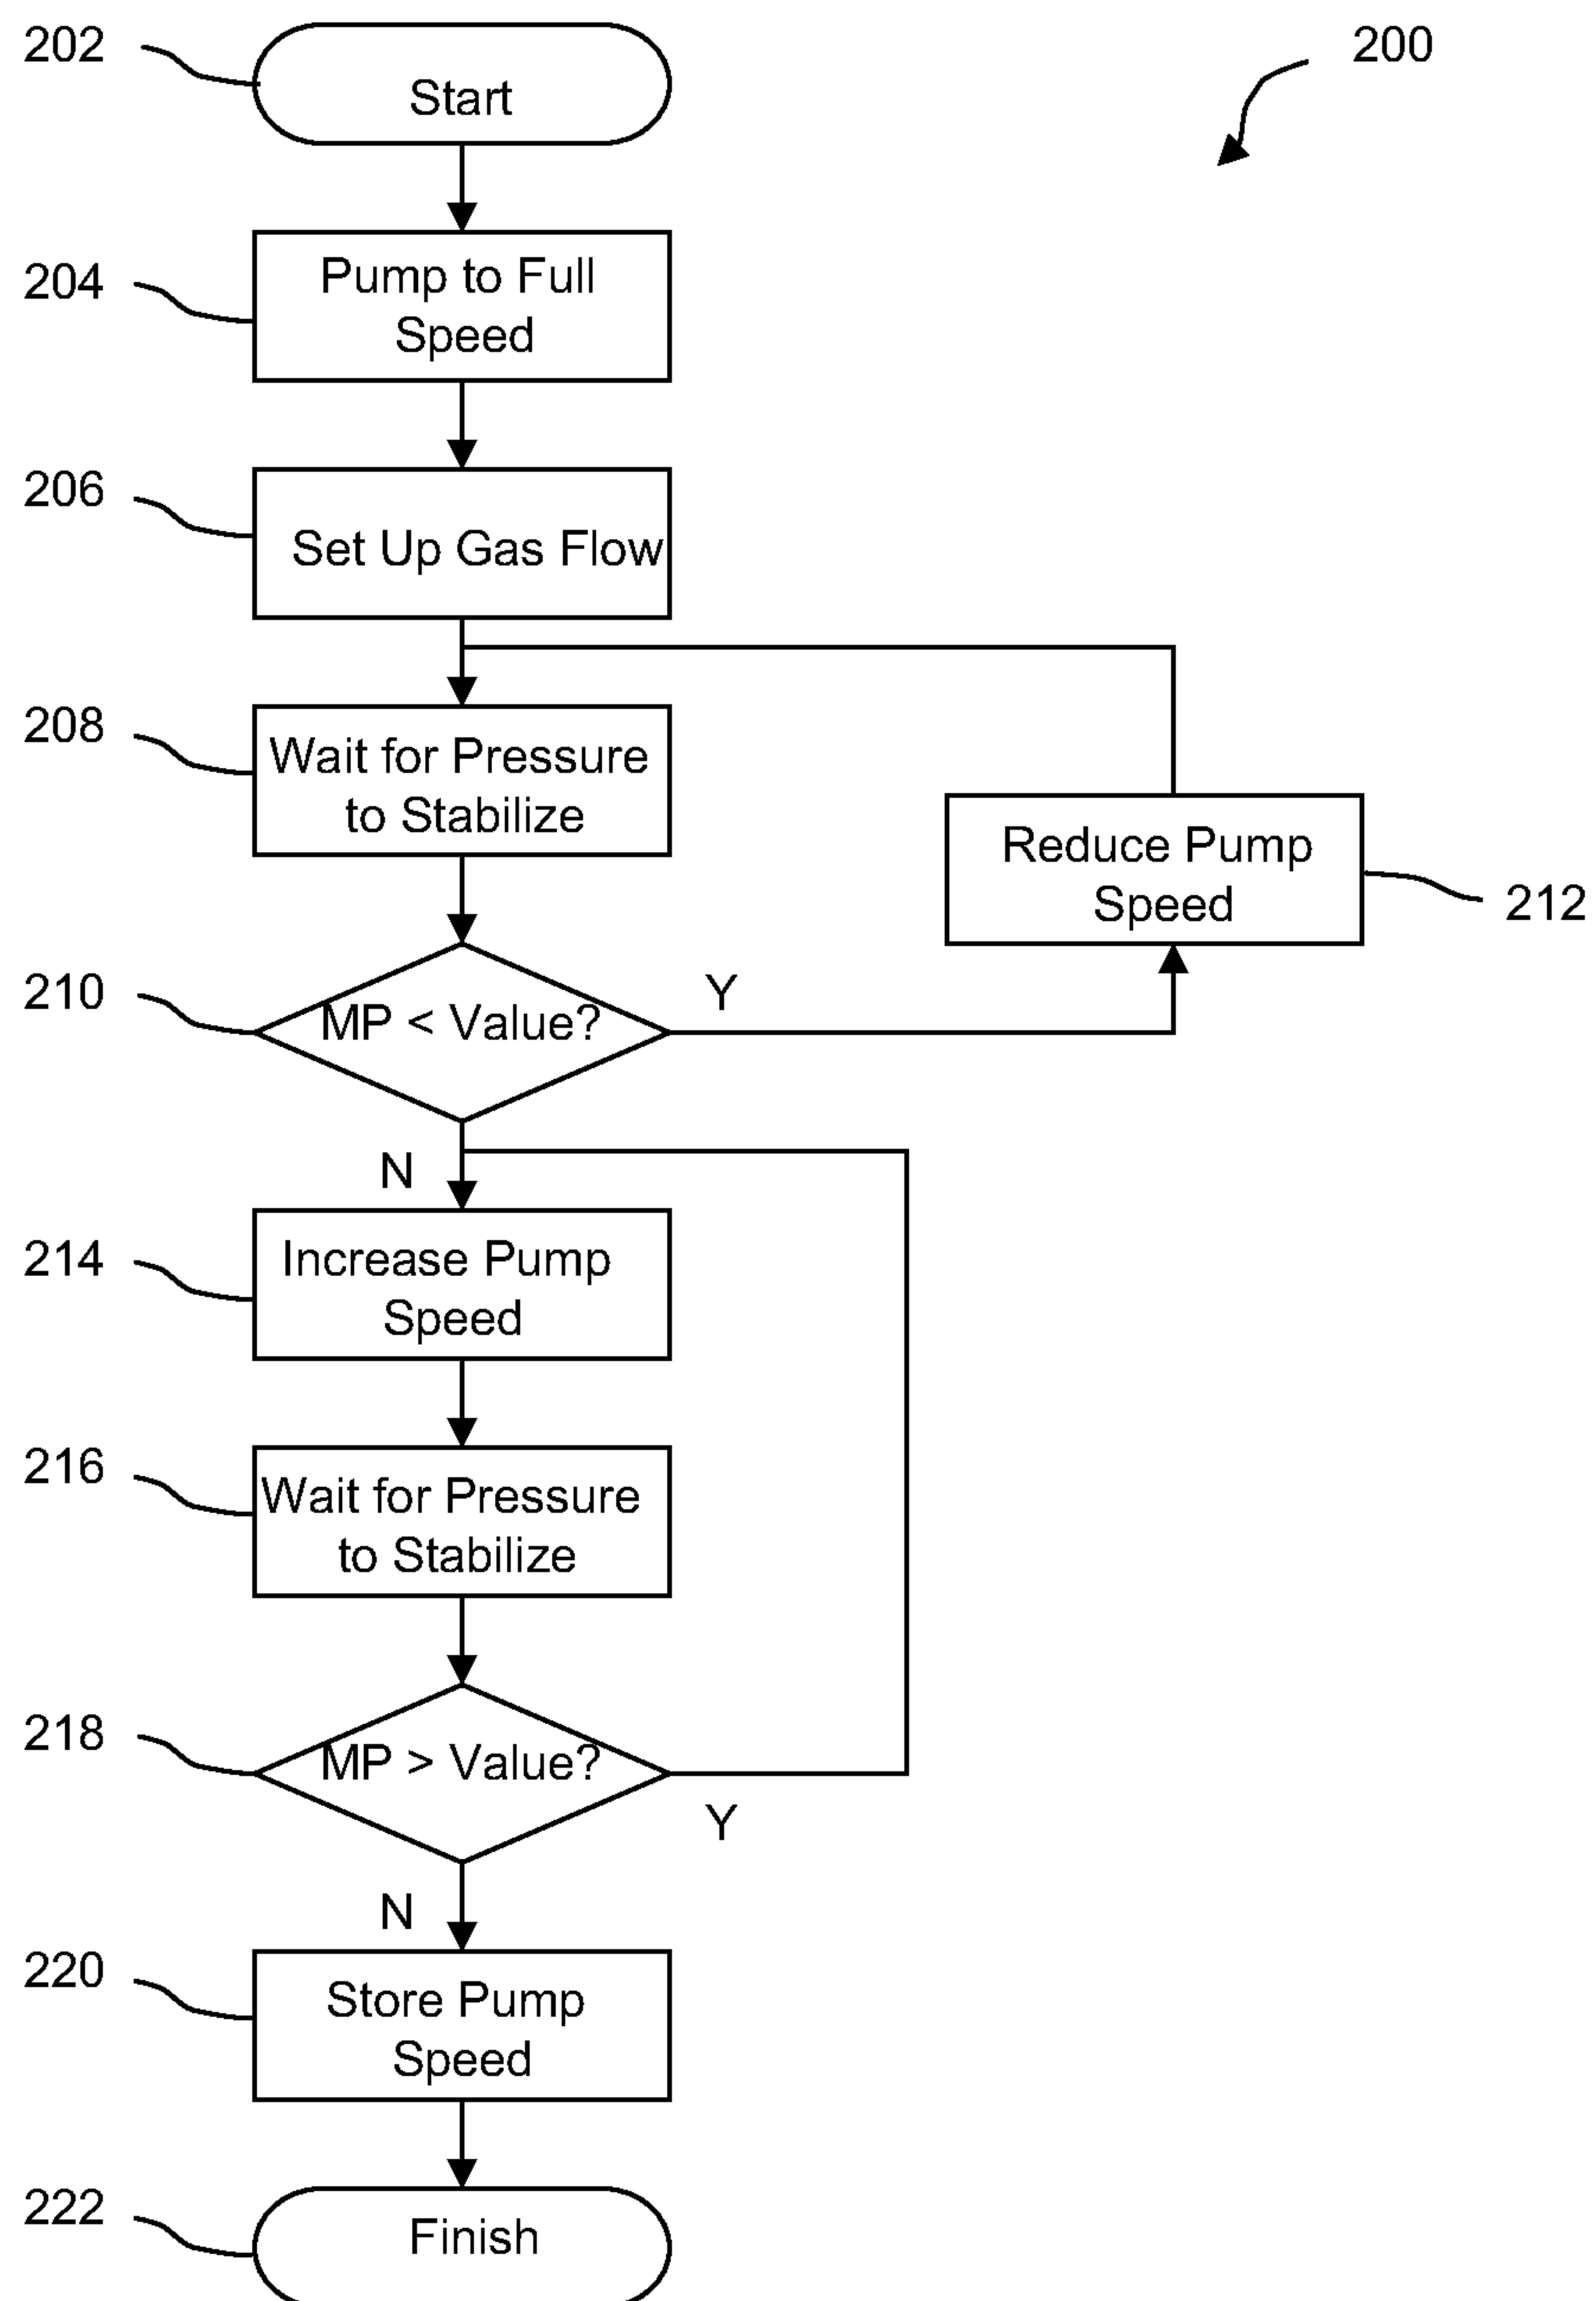 202
Start
200
204
Pump to Full
Speed
206
Set Up Gas Flow
208
Wait for Pressure
to Stabilize
Reduce Pump
Speed
212
210
MP < Value?
Y
N
214
Increase Pump
Speed
216
Wait for Pressure
to Stabilize
218
MP > Value?
Y
N
220
Store Pump
Speed
222
Finish